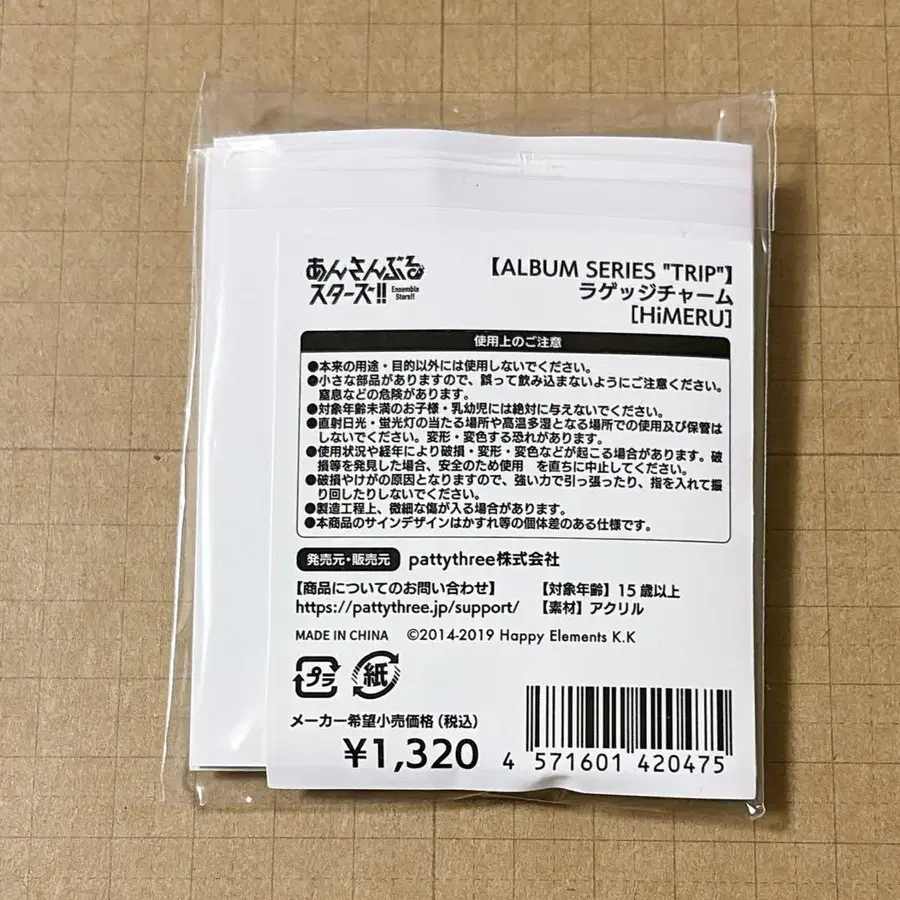 あんさんぶる
スターズ!!
Ensemble
Stars!!
【ALBUM SERIES "TRIP"】
ラゲッジチャーム
[HiMERU]
使用上のご注意
●本来の用途・目的以外には使用しないでください。
●小さな部品がありますので、誤って飲み込まないようにご注意ください。
窒息などの危険があります。
●対象年齢未満のお子様・乳幼児には絶対に与えないでください。
●直射日光・蛍光灯の当たる場所や高温多湿となる場所での使用及び保管は
しないでください。変形・変色する恐れがあります。
●使用状況や経年により破損・変形・変色などが起こる場合があります。破
損等を発見した場合、安全のため使用 を直ちに中止してください。
●破損やけがの原因となりますので、強い力で引っ張ったり、指を入れて振
り回したりしないでください。
●製造工程上、微細な傷が入る場合があります。
●本商品のサインデザインはかすれ等の個体差のある仕様です。
発売元・販売元 pattythree株式会社
【商品についてのお問い合わせ】 【対象年齢】15歳以上
https://pattythree.jp/support/ 【素材】アクリル
MADE IN CHINA ©2014-2019 Happy Elements K.K
プラ 紙
メーカー希望小売価格(税込)
¥1,320
4 571601 420475